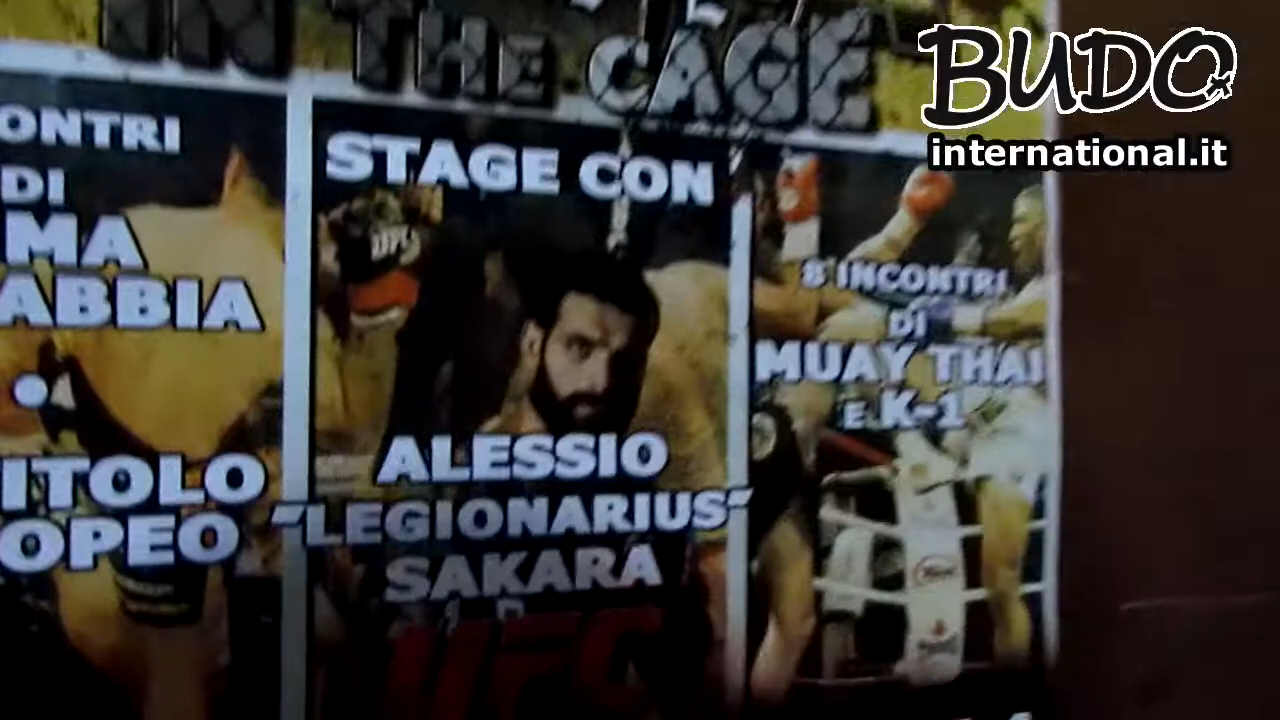 IN THE CAGE
BUDO
international.it
ONTRI
DI
MA
ABBIA
ITOLO
OPEO
STAGE CON
ALESSIO
"LEGIONARIUS"
SAKARA
UFC
8 INCONTRI
DI
MUAY THAI
E K-1